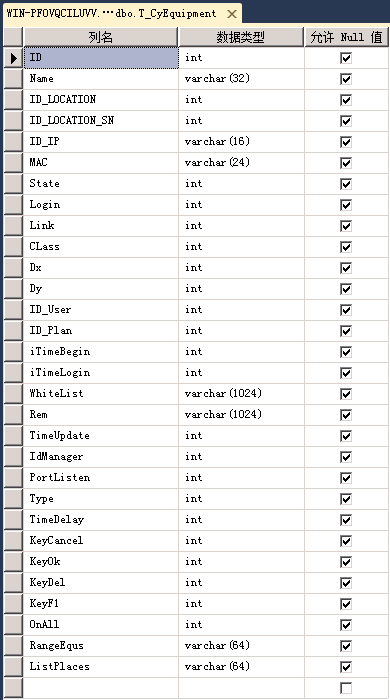 WIN-PFOVQCILUVV.…dbo.T_CyEquipment
列名 数据类型 允许 Null 值
ID int
Name varchar(32)
ID_LOCATION int
ID_LOCATION_SN int
ID_IP varchar(16)
MAC varchar(24)
State int
Login int
Link int
CLass int
Dx int
Dy int
ID_User int
ID_Plan int
iTimeBegin int
iTimeLogin int
WhiteList varchar(1024)
Rem varchar(1024)
TimeUpdate int
IdManager int
PortListen int
Type int
TimeDelay int
KeyCancel int
KeyOk int
KeyDel int
KeyF1 int
OnAll int
RangeEqus varchar(64)
ListPlaces varchar(64)